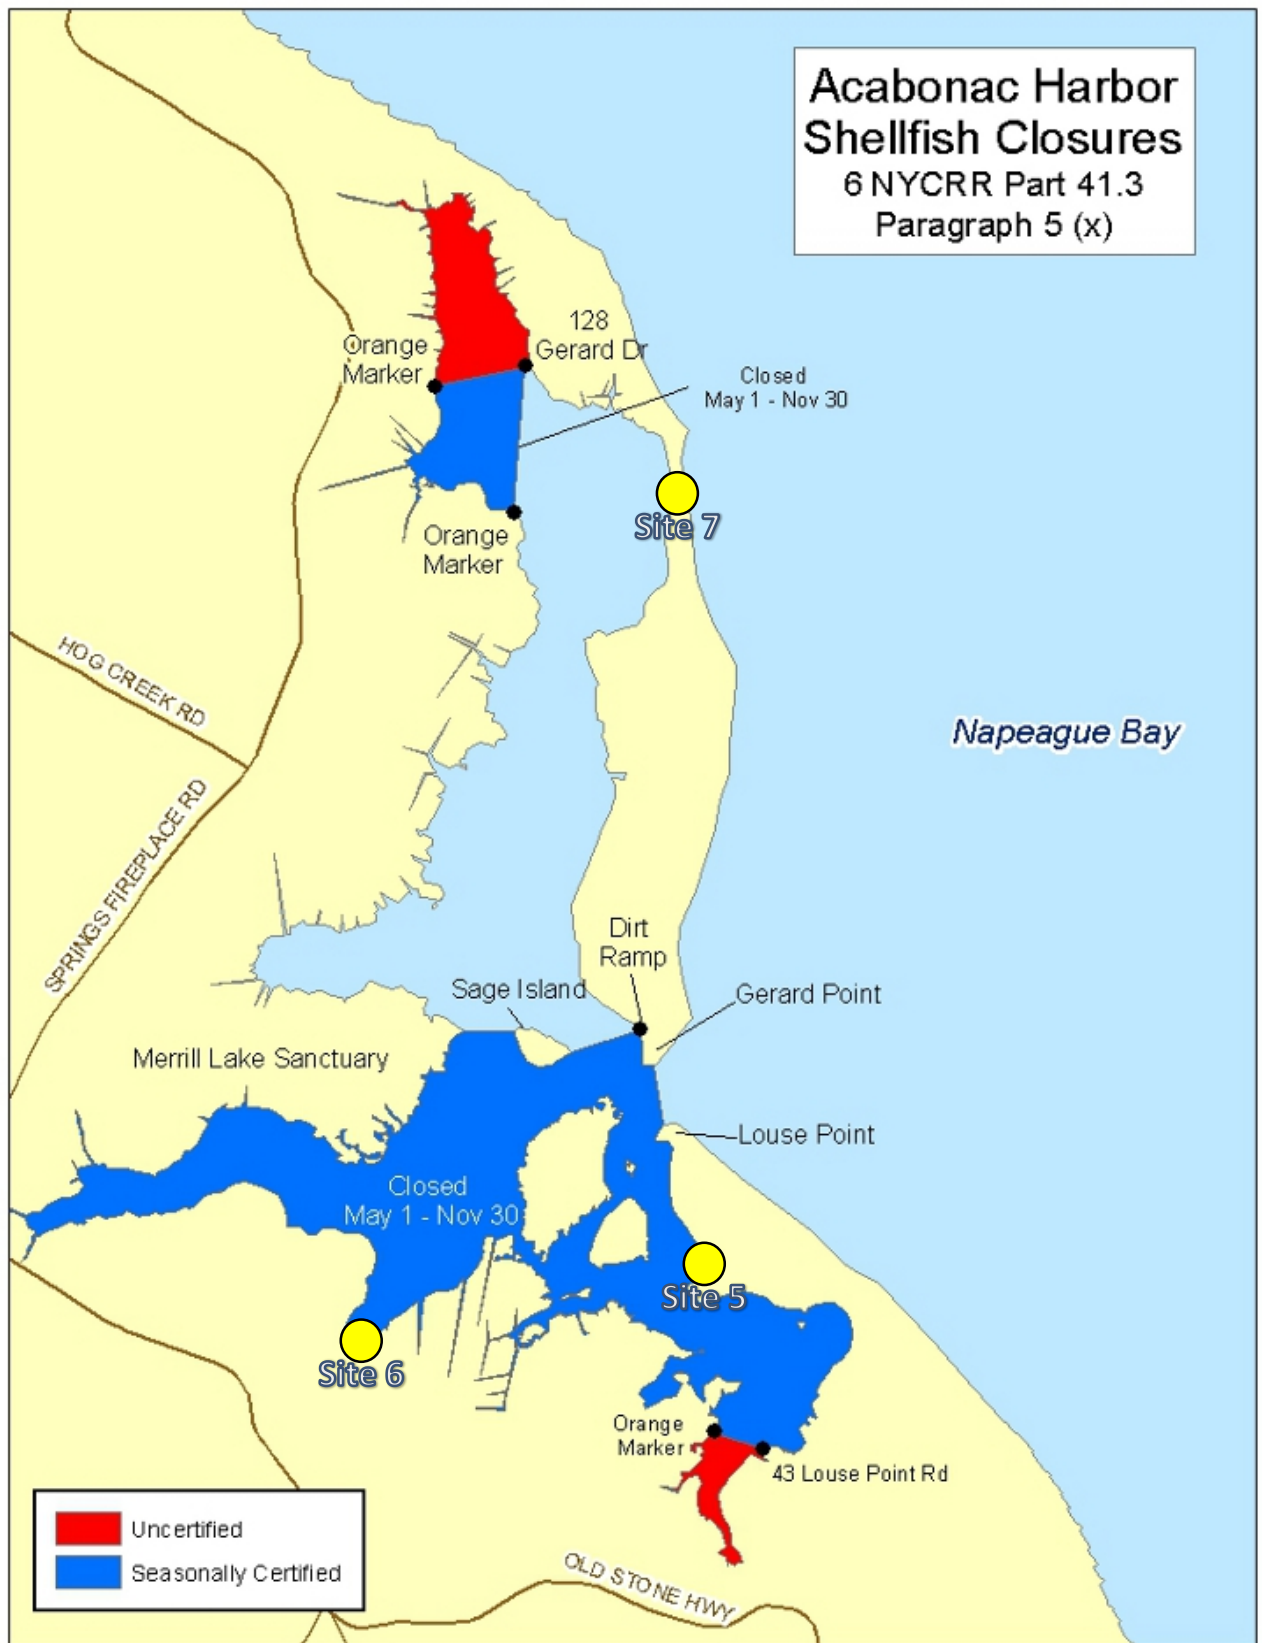 Acabonac Harbor
Shellfish Closures
6 NYCRR Part 41.3
Paragraph 5 (x)
128
Gerard Dr
Orange
Marker
Closed
May 1 - Nov 30
Site 7
Orange
Marker
HOG CREEK RD
Napeague Bay
SPRINGS FIREPLACE RD
Dirt
Ramp
Sage Island
Gerard Point
Merrill Lake Sanctuary
Louse Point
Closed
May 1 - Nov 30
Site 5
Site 6
Orange
Marker
43 Louse Point Rd
Uncertified
Seasonally Certified
OLD STONE HWY